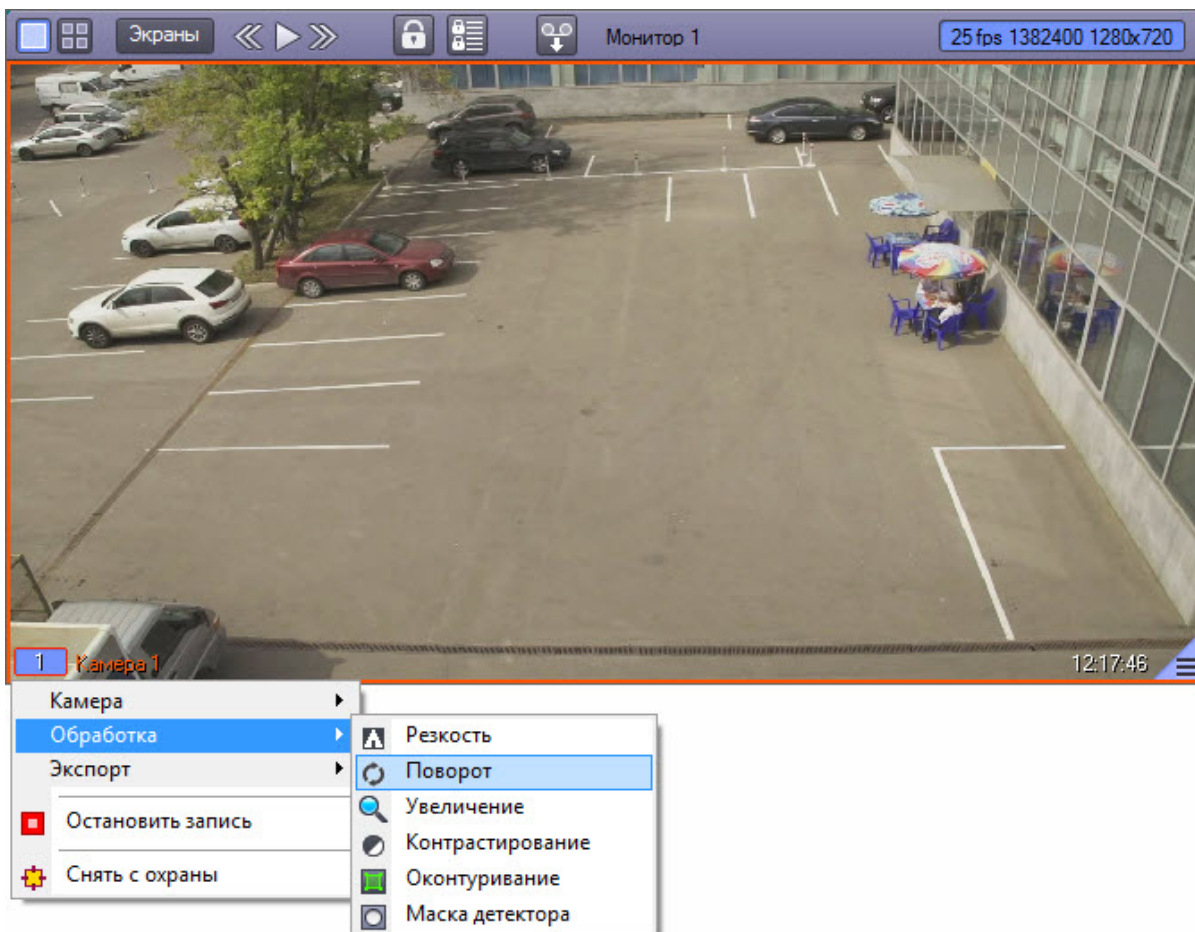 Экраны Монитор 1 25 fps 1382400 1280x720
1 Камера 1 12:17:46
Камера
Обработка
Экспорт
Остановить запись
Снять с охраны
Резкость
Поворот
Увеличение
Контрастирование
Оконтуривание
Маска детектора